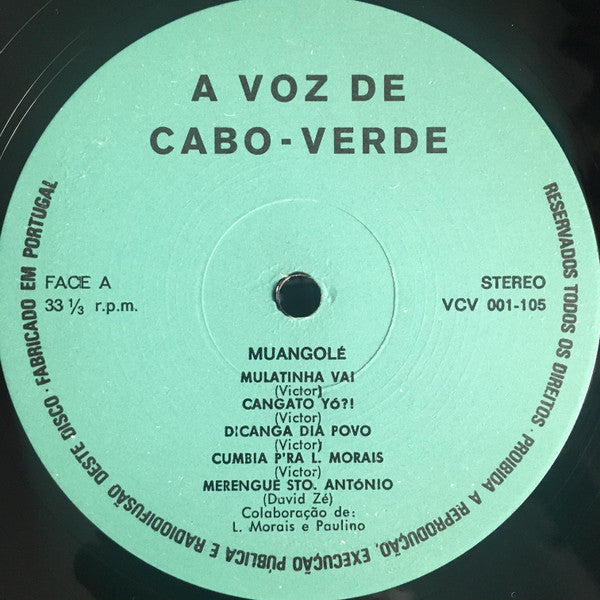 A VOZ DE
CABO-VERDE
FACE A
33 ⅓ r.p.m.
STEREO
VCV 001-105
MUANGOLÉ
MULATINHA VAI
(Victor)
CANGATO YÓ?!
(Victor)
DICANGA DIA POVO
(Victor)
CUMBIA P'RA L. MORAIS
(Victor)
MERENGUE STO. ANTÓNIO
(David Zé)
Colaboração de:
L. Morais e Paulino
RESERVADOS TODOS OS DIREITOS · PROIBIDA A REPRODUÇÃO, EXECUÇÃO PÚBLICA E RADIODIFUSÃO DESTE DISCO · FABRICADO EM PORTUGAL